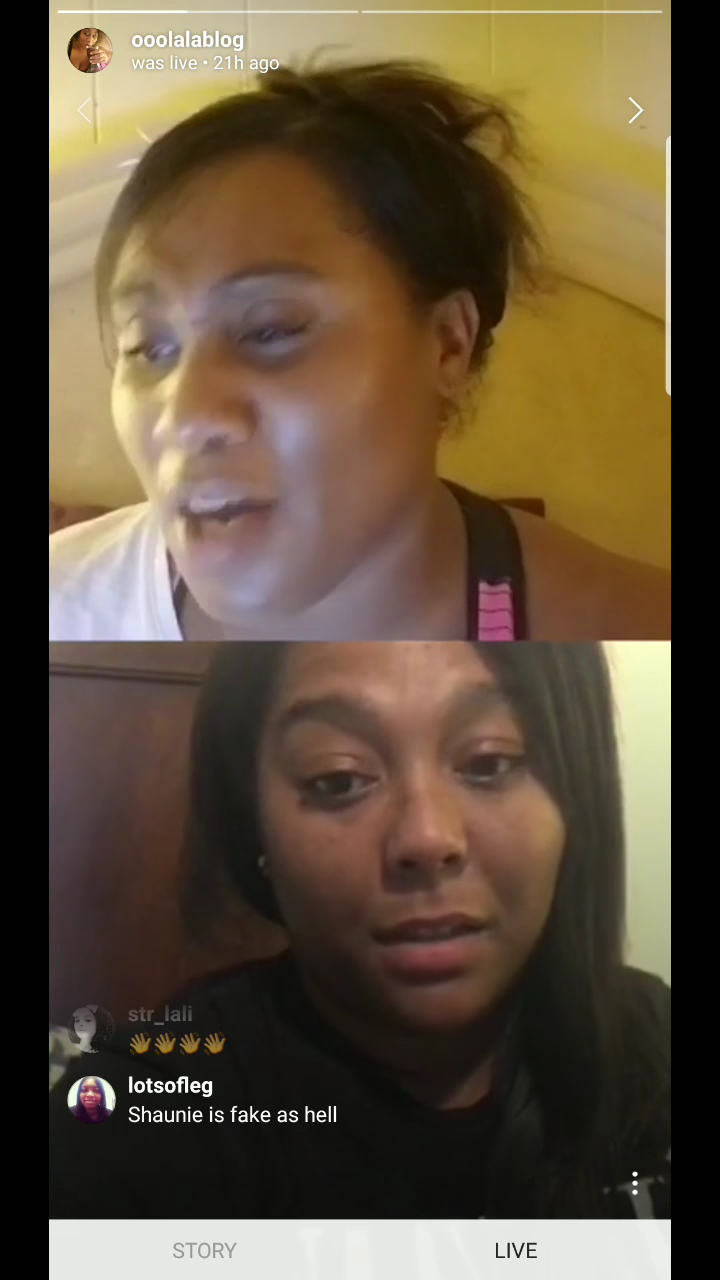 ooolalablog
was live • 21h ago
str_lali
👋👋👋👋
lotsofleg
Shaunie is fake as hell
STORY
LIVE